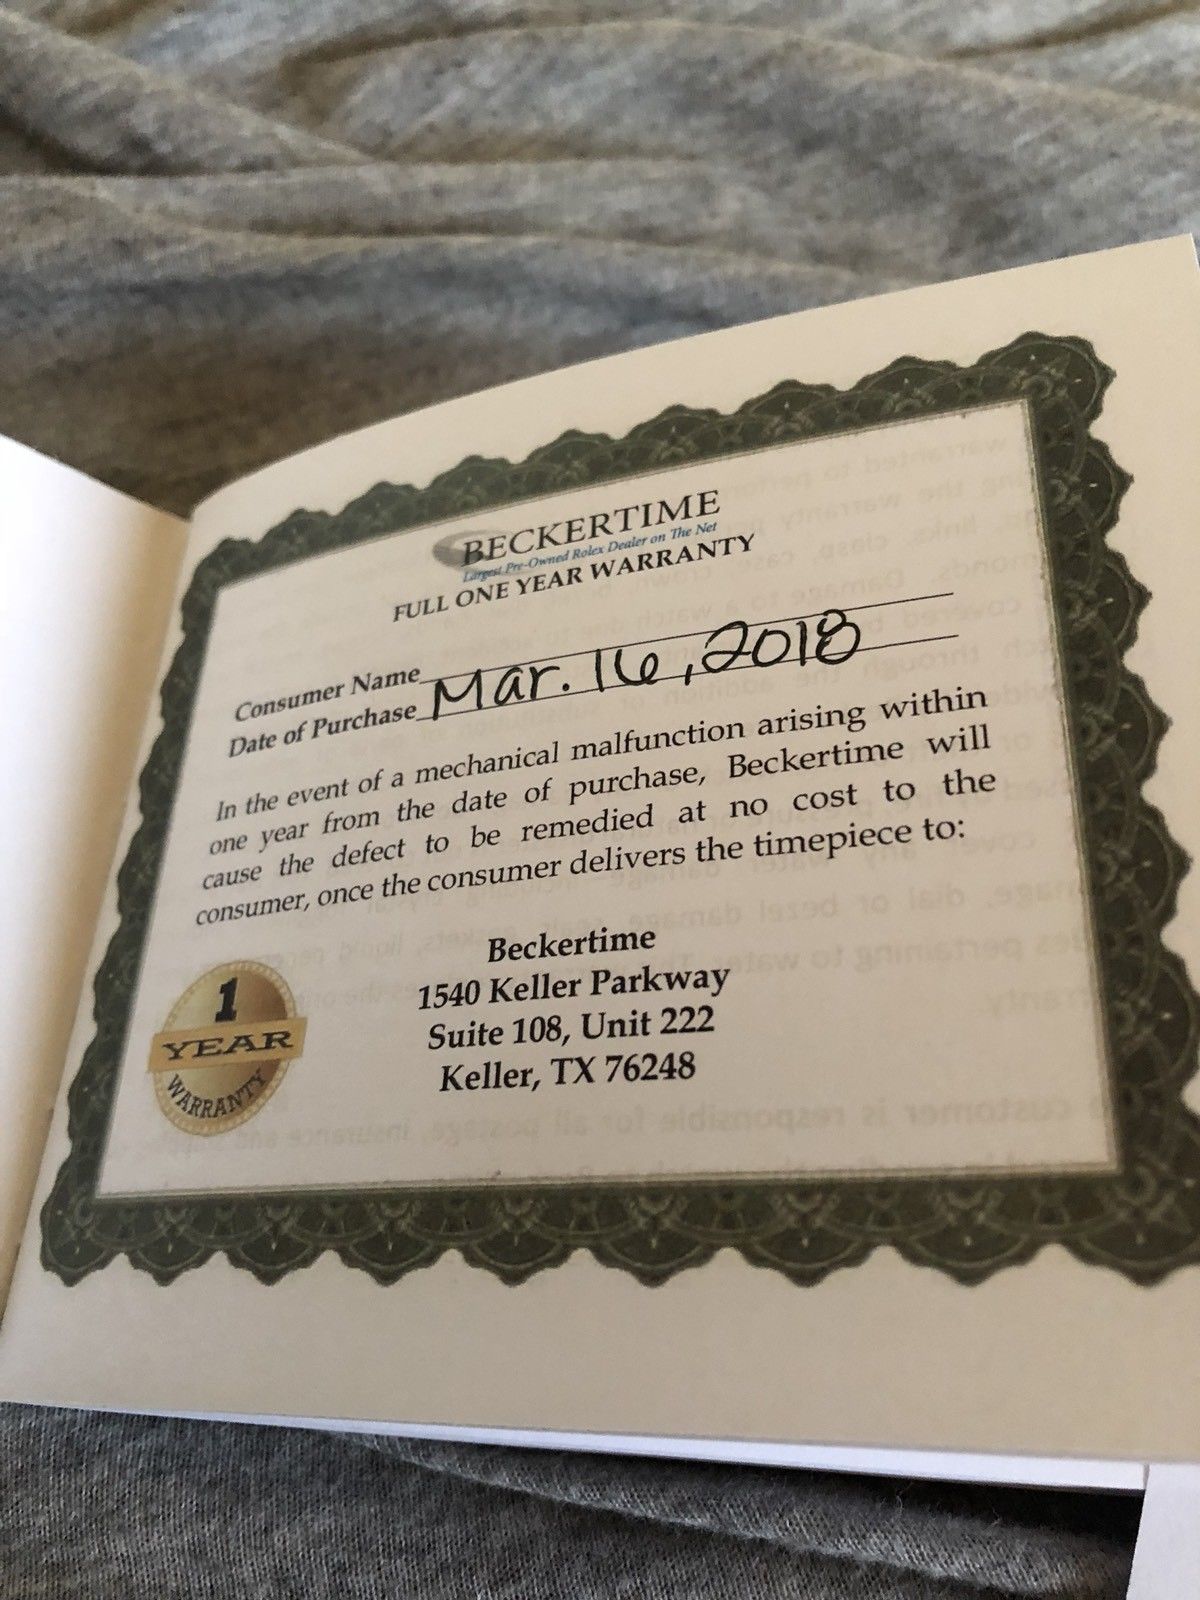 BECKERTIME
Largest Pre-Owned Rolex Dealer on The Net
FULL ONE YEAR WARRANTY
Consumer Name
Date of Purchase Mar. 16, 2018
In the event of a mechanical malfunction arising within
one year from the date of purchase, Beckertime will
cause the defect to be remedied at no cost to the
consumer, once the consumer delivers the timepiece to:
Beckertime
1540 Keller Parkway
Suite 108, Unit 222
Keller, TX 76248
1
YEAR
WARRANTY